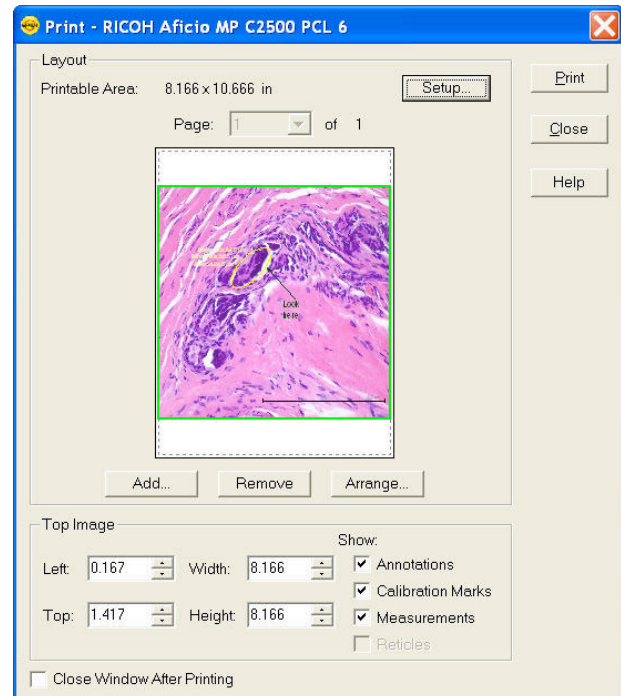 Print - RICOH Aficio MP C2500 PCL 6
Layout
Printable Area: 8.166 x 10.666 in
Setup...
Print
Page: 1 of 1
Close
Help
Look
here
Add... Remove Arrange...
Top Image
Show:
Left: 0.167 Width: 8.166 Annotations
Calibration Marks
Top: 1.417 Height: 8.166 Measurements
Reticles
Close Window After Printing